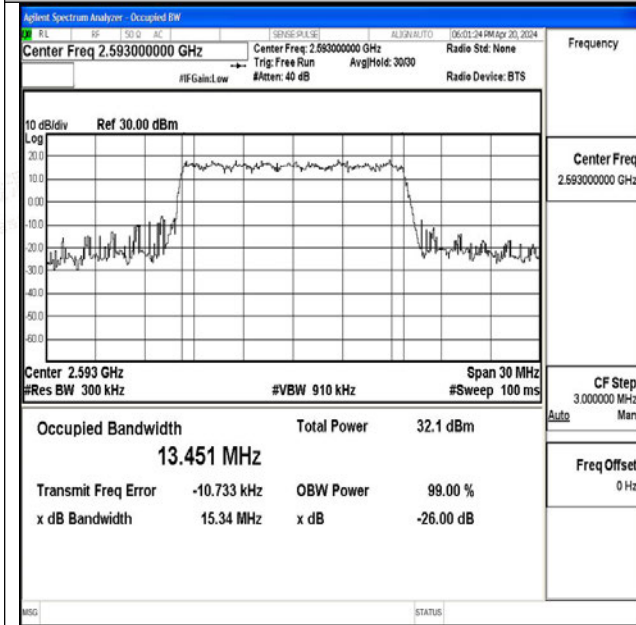 Agilent Spectrum Analyzer - Occupied BW
RL RF 50 Ω AC SENSE:PULSE ALIGNAUTO 06:01:24 PM Apr 20, 2024
Center Freq 2.593000000 GHz
Center Freq: 2.593000000 GHz
Radio Std: None
Trig: Free Run Avg|Hold: 30/30
#IFGain:Low
#Atten: 40 dB
Radio Device: BTS
Frequency
10 dB/div Ref 30.00 dBm
Log
20.0
10.0
0.00
-10.0
-20.0
-30.0
-40.0
-50.0
-60.0
Center Freq
2.593000000 GHz
Center 2.593 GHz
Span 30 MHz
#Res BW 300 kHz
#VBW 910 kHz
#Sweep 100 ms
CF Step
3.000000 MHz
Auto Man
Occupied Bandwidth
Total Power 32.1 dBm
13.451 MHz
Transmit Freq Error -10.733 kHz
OBW Power 99.00 %
x dB Bandwidth 15.34 MHz
x dB -26.00 dB
Freq Offset
0 Hz
MSG
STATUS